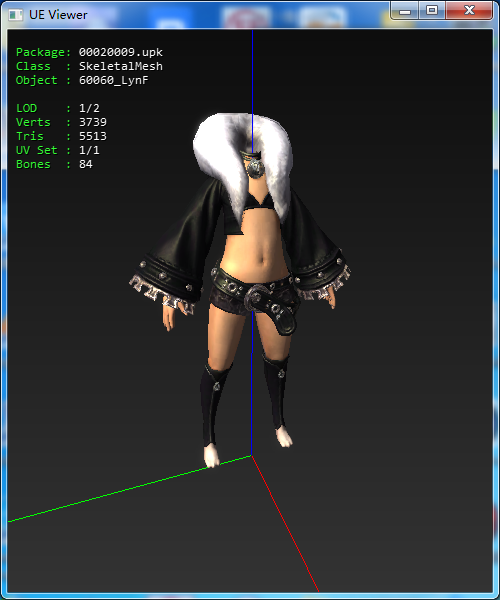 UE Viewer
Package: 00020009.upk
Class : SkeletalMesh
Object : 60060_LynF
LOD : 1/2
Verts : 3739
Tris : 5513
UV Set : 1/1
Bones : 84